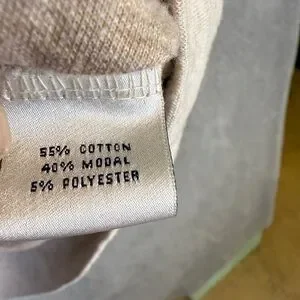 55% COTTON
40% MODAL
5% POLYESTER